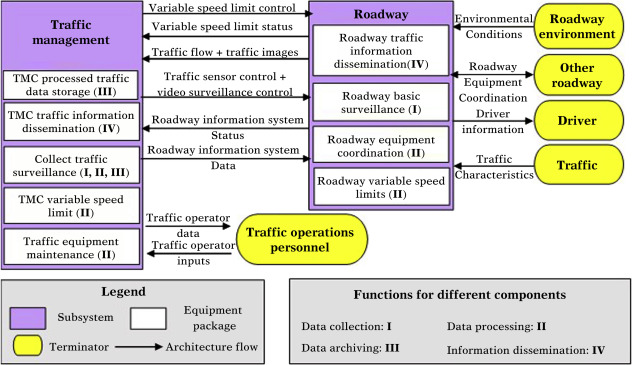 Traffic
management
TMC processed traffic
data storage (III)
TMC traffic information
dissemination (IV)
Collect traffic
surveillance (I, II, III)
TMC variable speed
limit (II)
Traffic equipment
maintenance (II)
Variable speed limit control
Variable speed limit status
Traffic flow + traffic images
Traffic sensor control +
video surveillance control
Roadway information system
Status
Roadway information system
Data
Traffic operator
data
Traffic operator
inputs
Traffic operations
personnel
Roadway
Roadway traffic
information
dissemination(IV)
Roadway basic
surveillance (I)
Roadway equipment
coordination (II)
Roadway variable speed
limits (II)
Environmental
Conditions
Roadway
Equipment
Coordination
Driver
information
Traffic
Characteristics
Roadway
environment
Other
roadway
Driver
Traffic
Legend
Subsystem
Equipment
package
Terminator
Architecture flow
Functions for different components
Data collection: I
Data processing: II
Data archiving: III
Information dissemination: IV